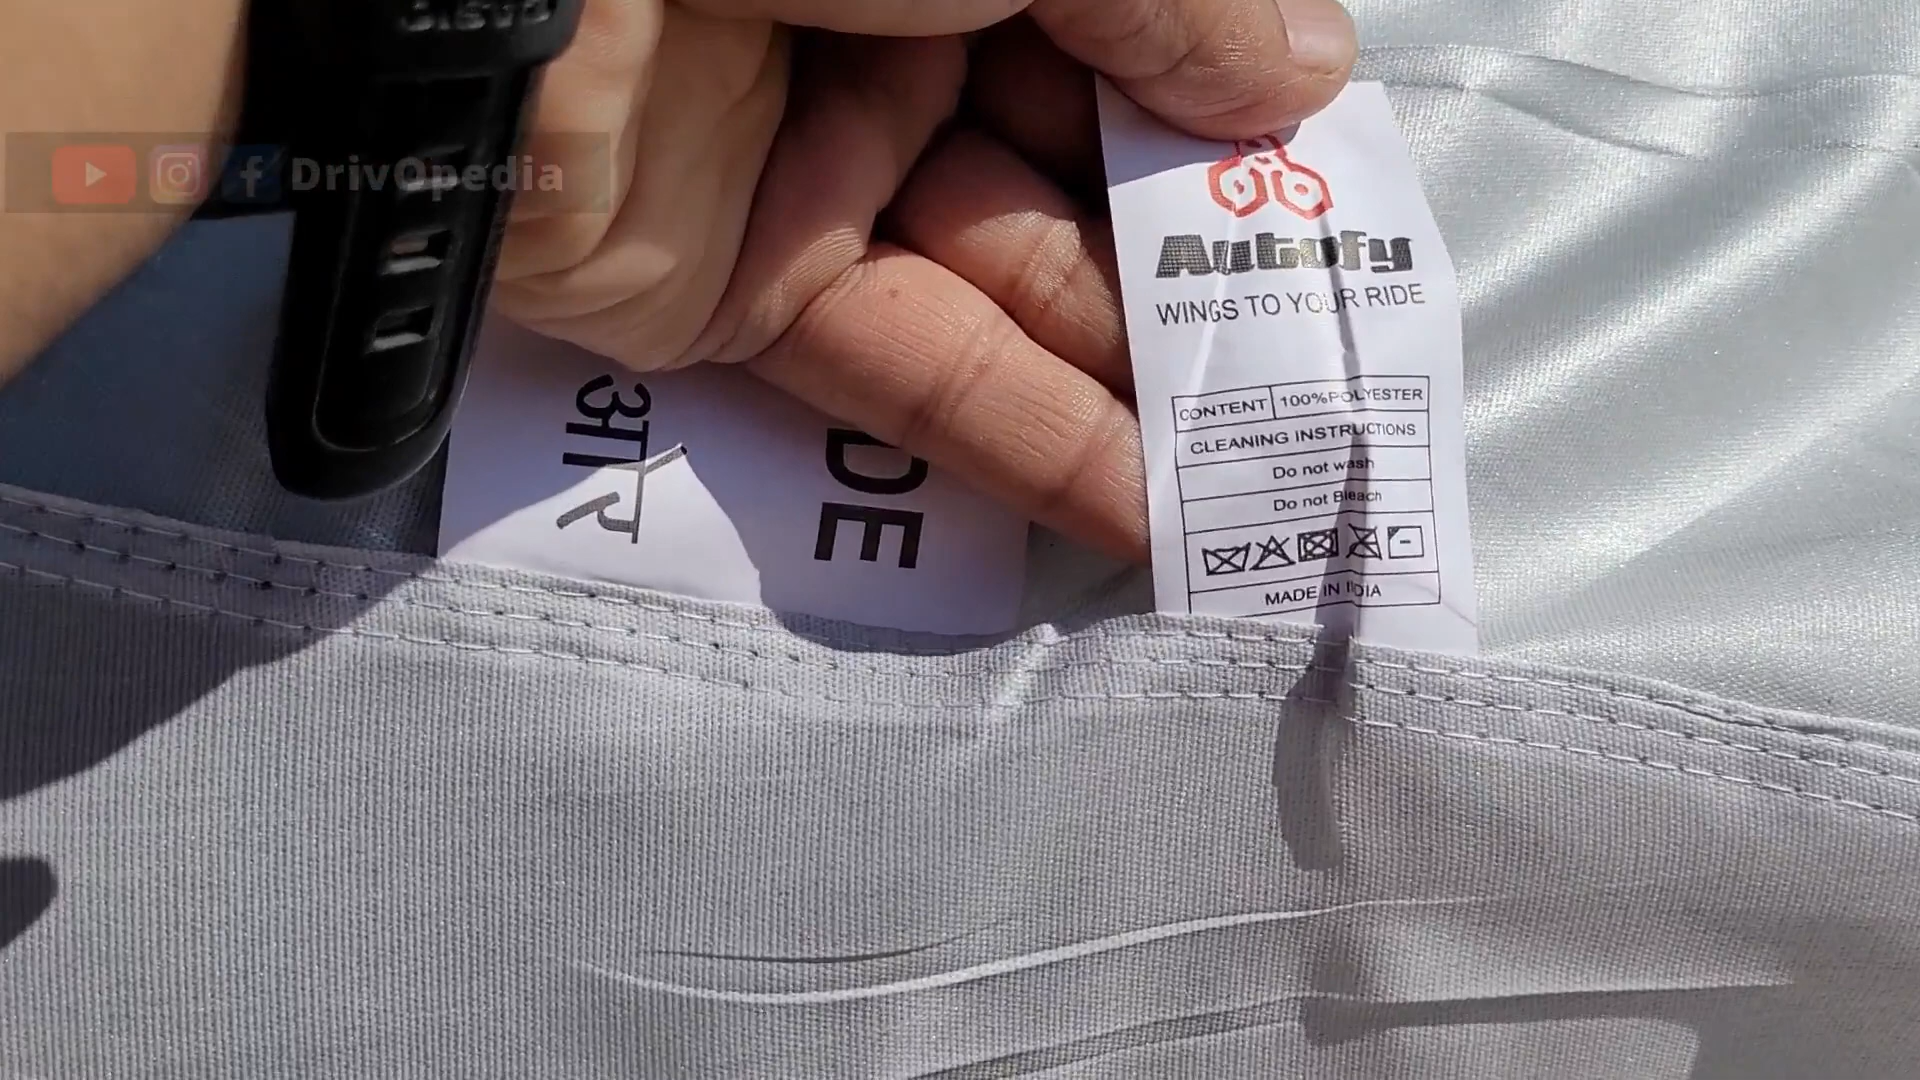 DrivOpedia
Autofy
WINGS TO YOUR RIDE
CONTENT 100%POLYESTER
CLEANING INSTRUCTIONS
Do not wash
Do not Bleach
MADE IN INDIA
आर
DE